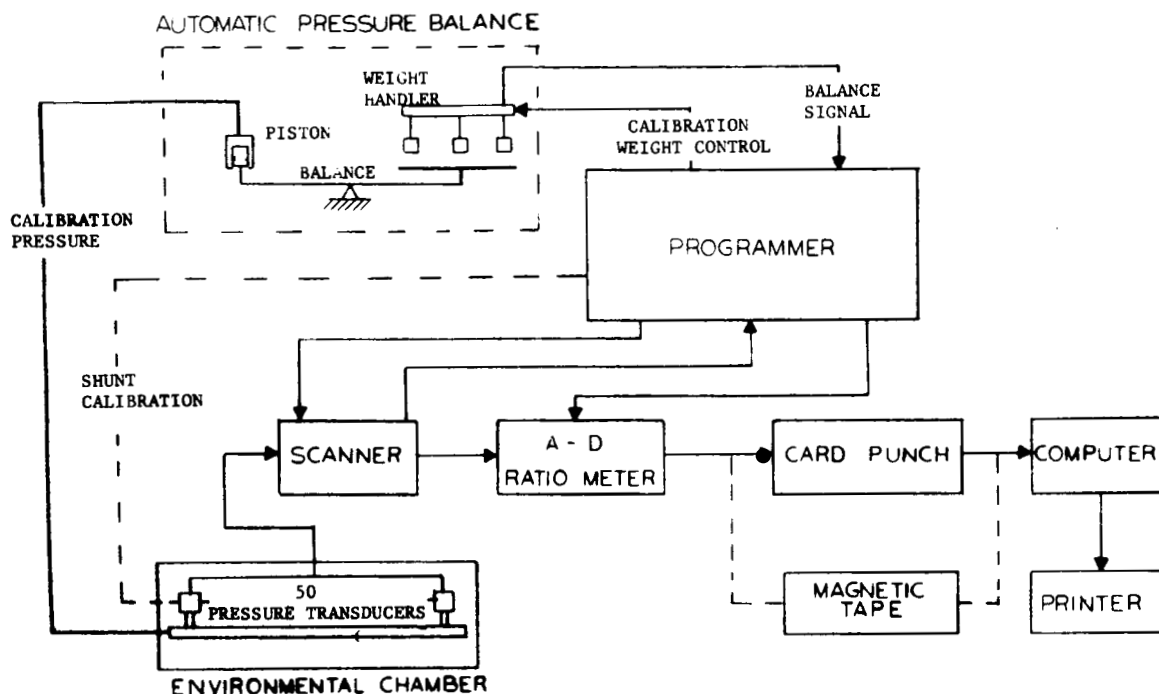 AUTOMATIC PRESSURE BALANCE
WEIGHT
HANDLER
PISTON
BALANCE
BALANCE
SIGNAL
CALIBRATION
WEIGHT CONTROL
CALIBRATION
PRESSURE
PROGRAMMER
SHUNT
CALIBRATION
SCANNER
A - D
RATIO METER
CARD PUNCH
COMPUTER
50
PRESSURE TRANSDUCERS
MAGNETIC
TAPE
PRINTER
ENVIRONMENTAL CHAMBER